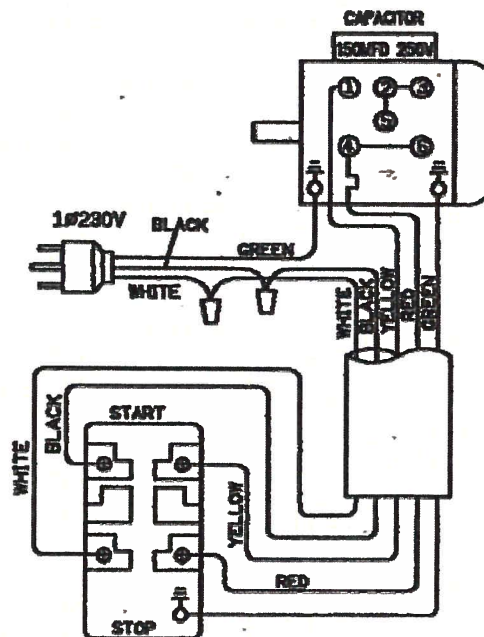 CAPACITOR
150MFD 250V
1 2 3
5
4 6
1ø230V
BLACK
GREEN
WHITE
WHITE
BLACK
YELLOW
RED
GREEN
START
BLACK
WHITE
YELLOW
RED
STOP